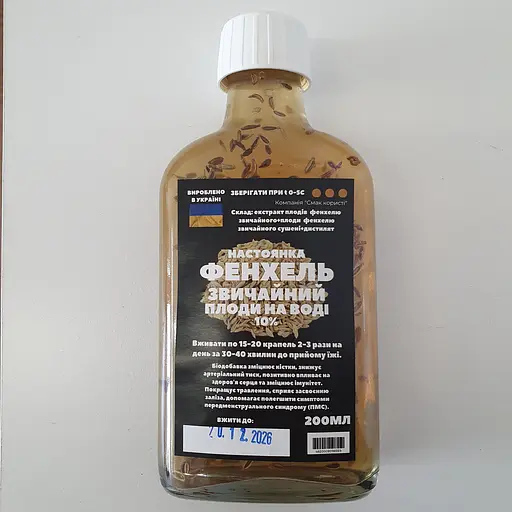 ВИРОБЛЕНО
В УКРАЇНІ
ЗБЕРІГАТИ ПРИ t 0-5С
Компанія "Смак користі"
Склад: екстракт плодів фенхелю
звичайного+плоди фенхелю
звичайного сушені+дистилят
НАСТОЯНКА
ФЕНХЕЛЬ
ЗВИЧАЙНИЙ
ПЛОДИ НА ВОДІ
10%
Вживати по 15-20 крапель 2-3 рази на
день за 30-40 хвилин до прийому їжі.
Біодобавка зміцнює кістки, знижує
артеріальний тиск, позитивно впливає на
здоров'я серця та зміцнює імунітет.
Покращує травлення, сприяє засвоєнню
заліза, допомагає полегшити симптоми
передменструального синдрому (ПМС).
ВЖИТИ ДО:
20.12.2026
200МЛ